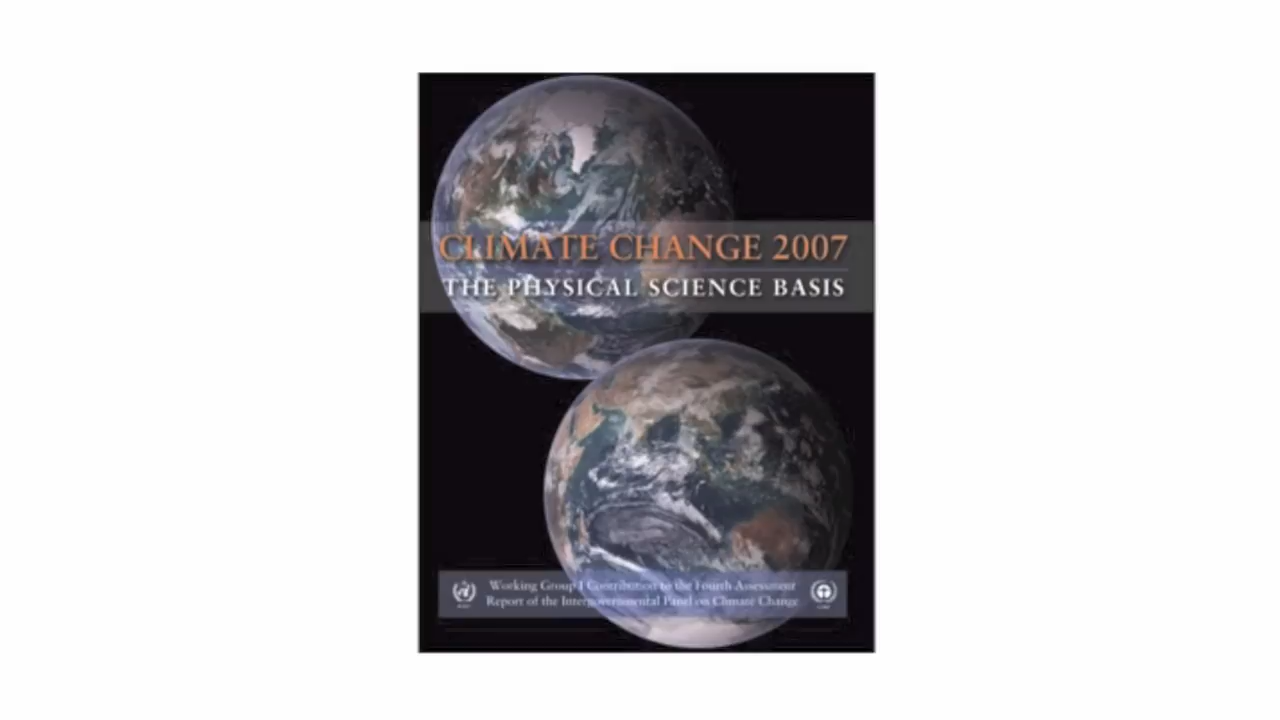 CLIMATE CHANGE 2007
THE PHYSICAL SCIENCE BASIS
Working Group I Contribution to the Fourth Assessment
Report of the Intergovernmental Panel on Climate Change